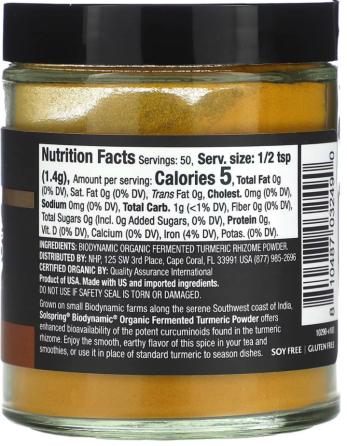 Nutrition Facts Servings: 50, Serv. size: 1/2 tsp
(1.4g), Amount per serving: Calories 5, Total Fat 0g
(0% DV), Sat. Fat 0g (0% DV), Trans Fat 0g, Cholest. 0mg (0% DV),
Sodium 0mg (0% DV), Total Carb. 1g (<1% DV), Fiber 0g (0% DV),
Total Sugars 0g (Incl. 0g Added Sugars, 0% DV), Protein 0g,
Vit. D (0% DV), Calcium (0% DV), Iron (4% DV), Potas. (0% DV).
INGREDIENTS: BIODYNAMIC ORGANIC FERMENTED TURMERIC RHIZOME POWDER.
DISTRIBUTED BY: NHP, 125 SW 3rd Place, Cape Coral, FL 33991 USA (877) 985-2696
CERTIFIED ORGANIC BY: Quality Assurance International
Product of USA. Made with US and imported ingredients.
DO NOT USE IF SAFETY SEAL IS TORN OR DAMAGED.
Grown on small Biodynamic farms along the serene Southwest coast of India,
Solspring® Biodynamic® Organic Fermented Turmeric Powder offers
enhanced bioavailability of the potent curcuminoids found in the turmeric
rhizome. Enjoy the smooth, earthy flavor of this spice in your tea and
smoothies, or use it in place of standard turmeric to season dishes.
SOY FREE | GLUTEN FREE